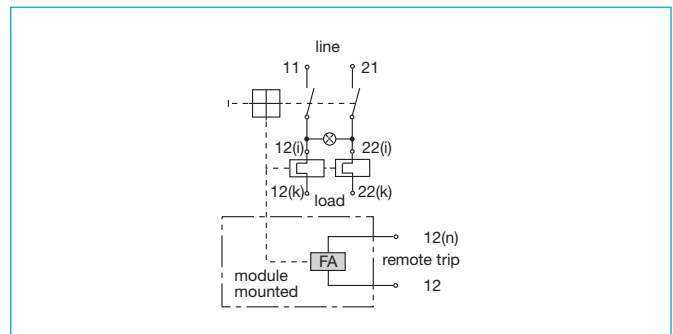 line
11 21
12(i) 22(i)
12(k) 22(k)
load
12(n)
FA remote trip
module
mounted
12